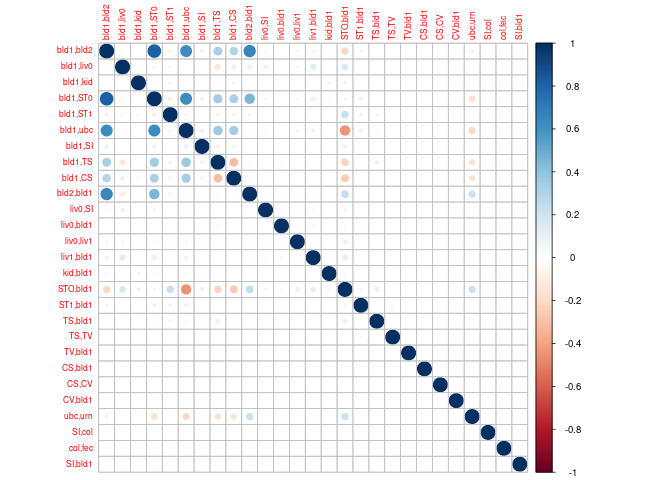 bld1,bld2
bld1,liv0
bld1,kid
bld1,ST0
bld1,ST1
bld1,ubc
bld1,SI
bld1,TS
bld1,CS
bld2,bld1
liv0,SI
liv0,bld1
liv0,liv1
liv1,bld1
kid,bld1
STO,bld1
ST1,bld1
TS,bld1
TS,TV
TV,bld1
CS,bld1
CS,CV
CV,bld1
ubc,urn
SI,col
col,fec
SI,bld1
bld1,bld2
bld1,liv0
bld1,kid
bld1,ST0
bld1,ST1
bld1,ubc
bld1,SI
bld1,TS
bld1,CS
bld2,bld1
liv0,SI
liv0,bld1
liv0,liv1
liv1,bld1
kid,bld1
STO,bld1
ST1,bld1
TS,bld1
TS,TV
TV,bld1
CS,bld1
CS,CV
CV,bld1
ubc,urn
SI,col
col,fec
SI,bld1
1
0.8
0.6
0.4
0.2
0
-0.2
-0.4
-0.6
-0.8
-1